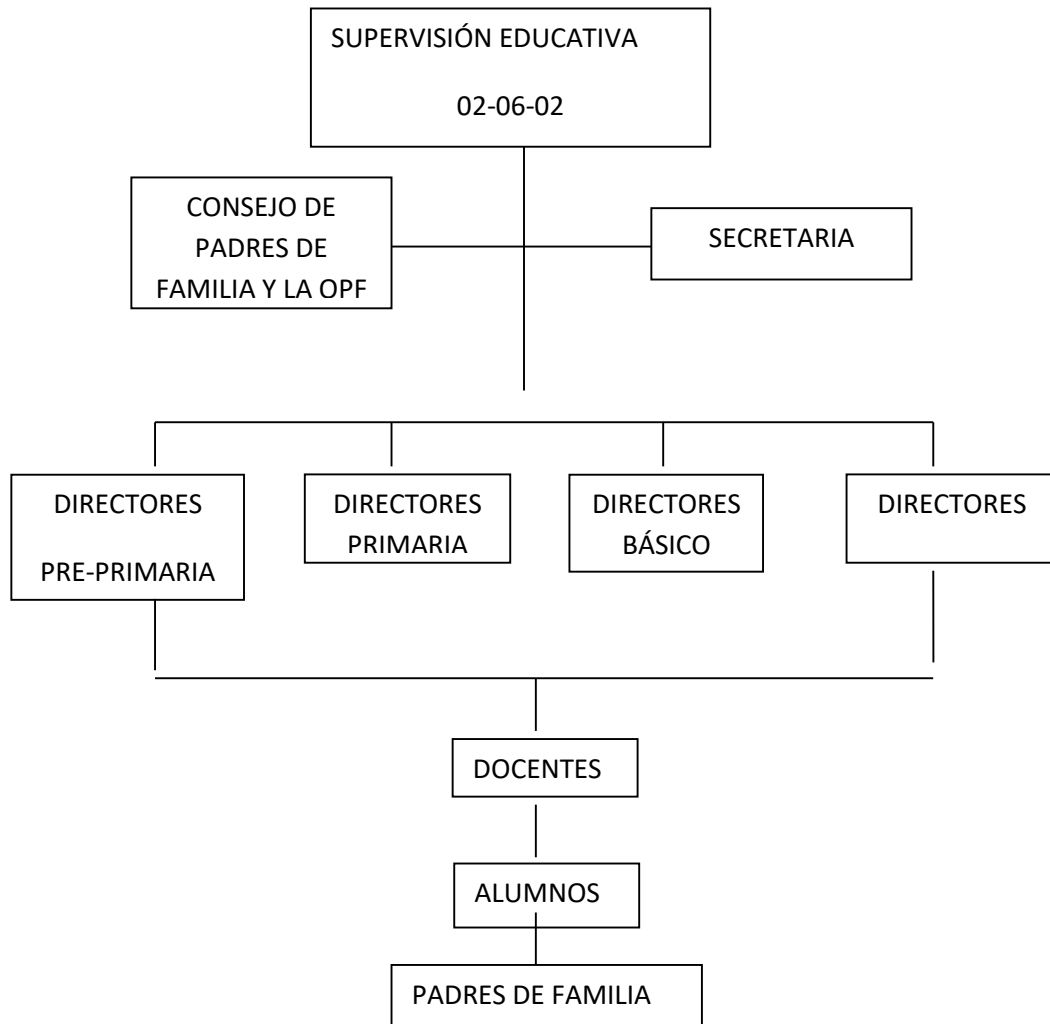 SUPERVISIÓN EDUCATIVA
02-06-02
CONSEJO DE
PADRES DE
FAMILIA Y LA OPF
SECRETARIA
DIRECTORES
PRE-PRIMARIA
DIRECTORES
PRIMARIA
DIRECTORES
BÁSICO
DIRECTORES
DOCENTES
ALUMNOS
PADRES DE FAMILIA